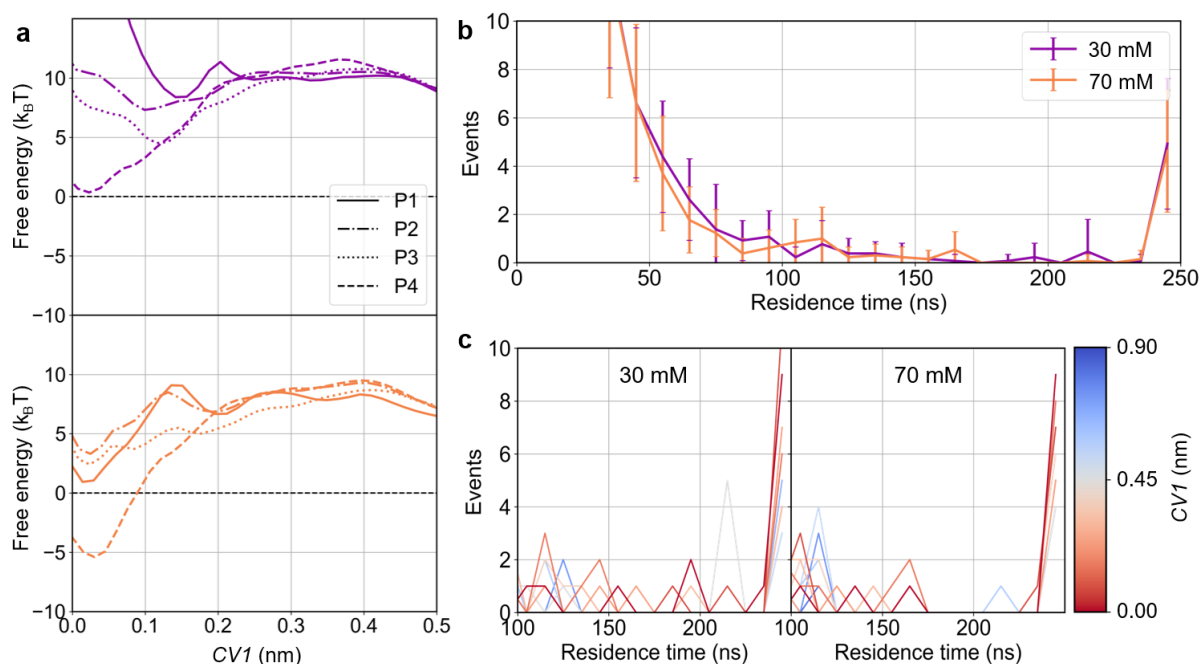 a
Free energy (kBT)
10
5
0
−5
−10
P1
P2
P3
P4
Free energy (kBT)
10
5
0
−5
−10
0.0 0.1 0.2 0.3 0.4 0.5
CV1 (nm)
b
Events
10
8
6
4
2
0
30 mM
70 mM
0 50 100 150 200 250
Residence time (ns)
c
Events
10
8
6
4
2
0
30 mM
70 mM
100 150 200 100 150 200
Residence time (ns) Residence time (ns)
0.90
0.45
0.00
CV1 (nm)